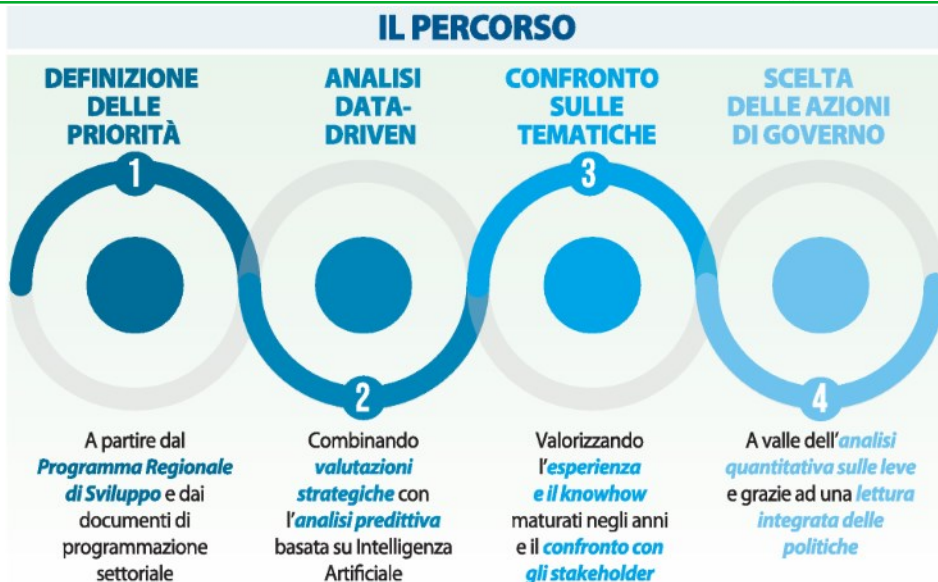 IL PERCORSO
DEFINIZIONE
DELLE
PRIORITÀ
1
A partire dal
Programma Regionale
di Sviluppo e dai
documenti di
programmazione
settoriale
ANALISI
DATA-
DRIVEN
2
Combinando
valutazioni
strategiche con
l'analisi predittiva
basata su Intelligenza
Artificiale
CONFRONTO
SULLE
TEMATICHE
3
Valorizzando
l'esperienza
e il knowhow
maturati negli anni
e il confronto con
gli stakeholder
SCELTA
DELLE AZIONI
DI GOVERNO
4
A valle dell'analisi
quantitativa sulle leve
e grazie ad una lettura
integrata delle
politiche